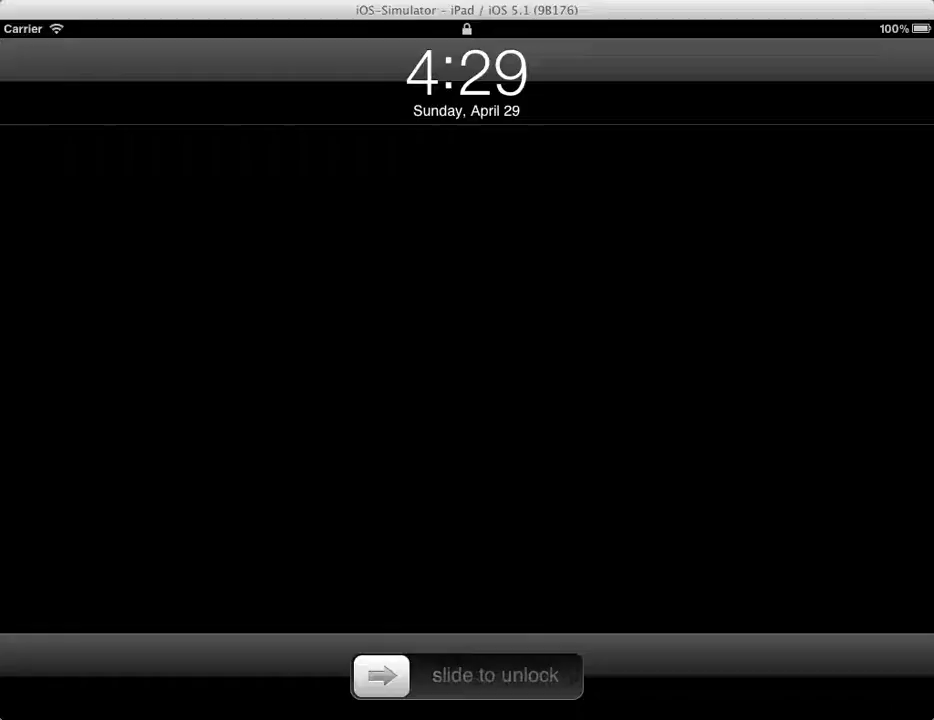 iOS-Simulator - iPad / iOS 5.1 (9B176)
Carrier 100%
4:29
Sunday, April 29
slide to unlock